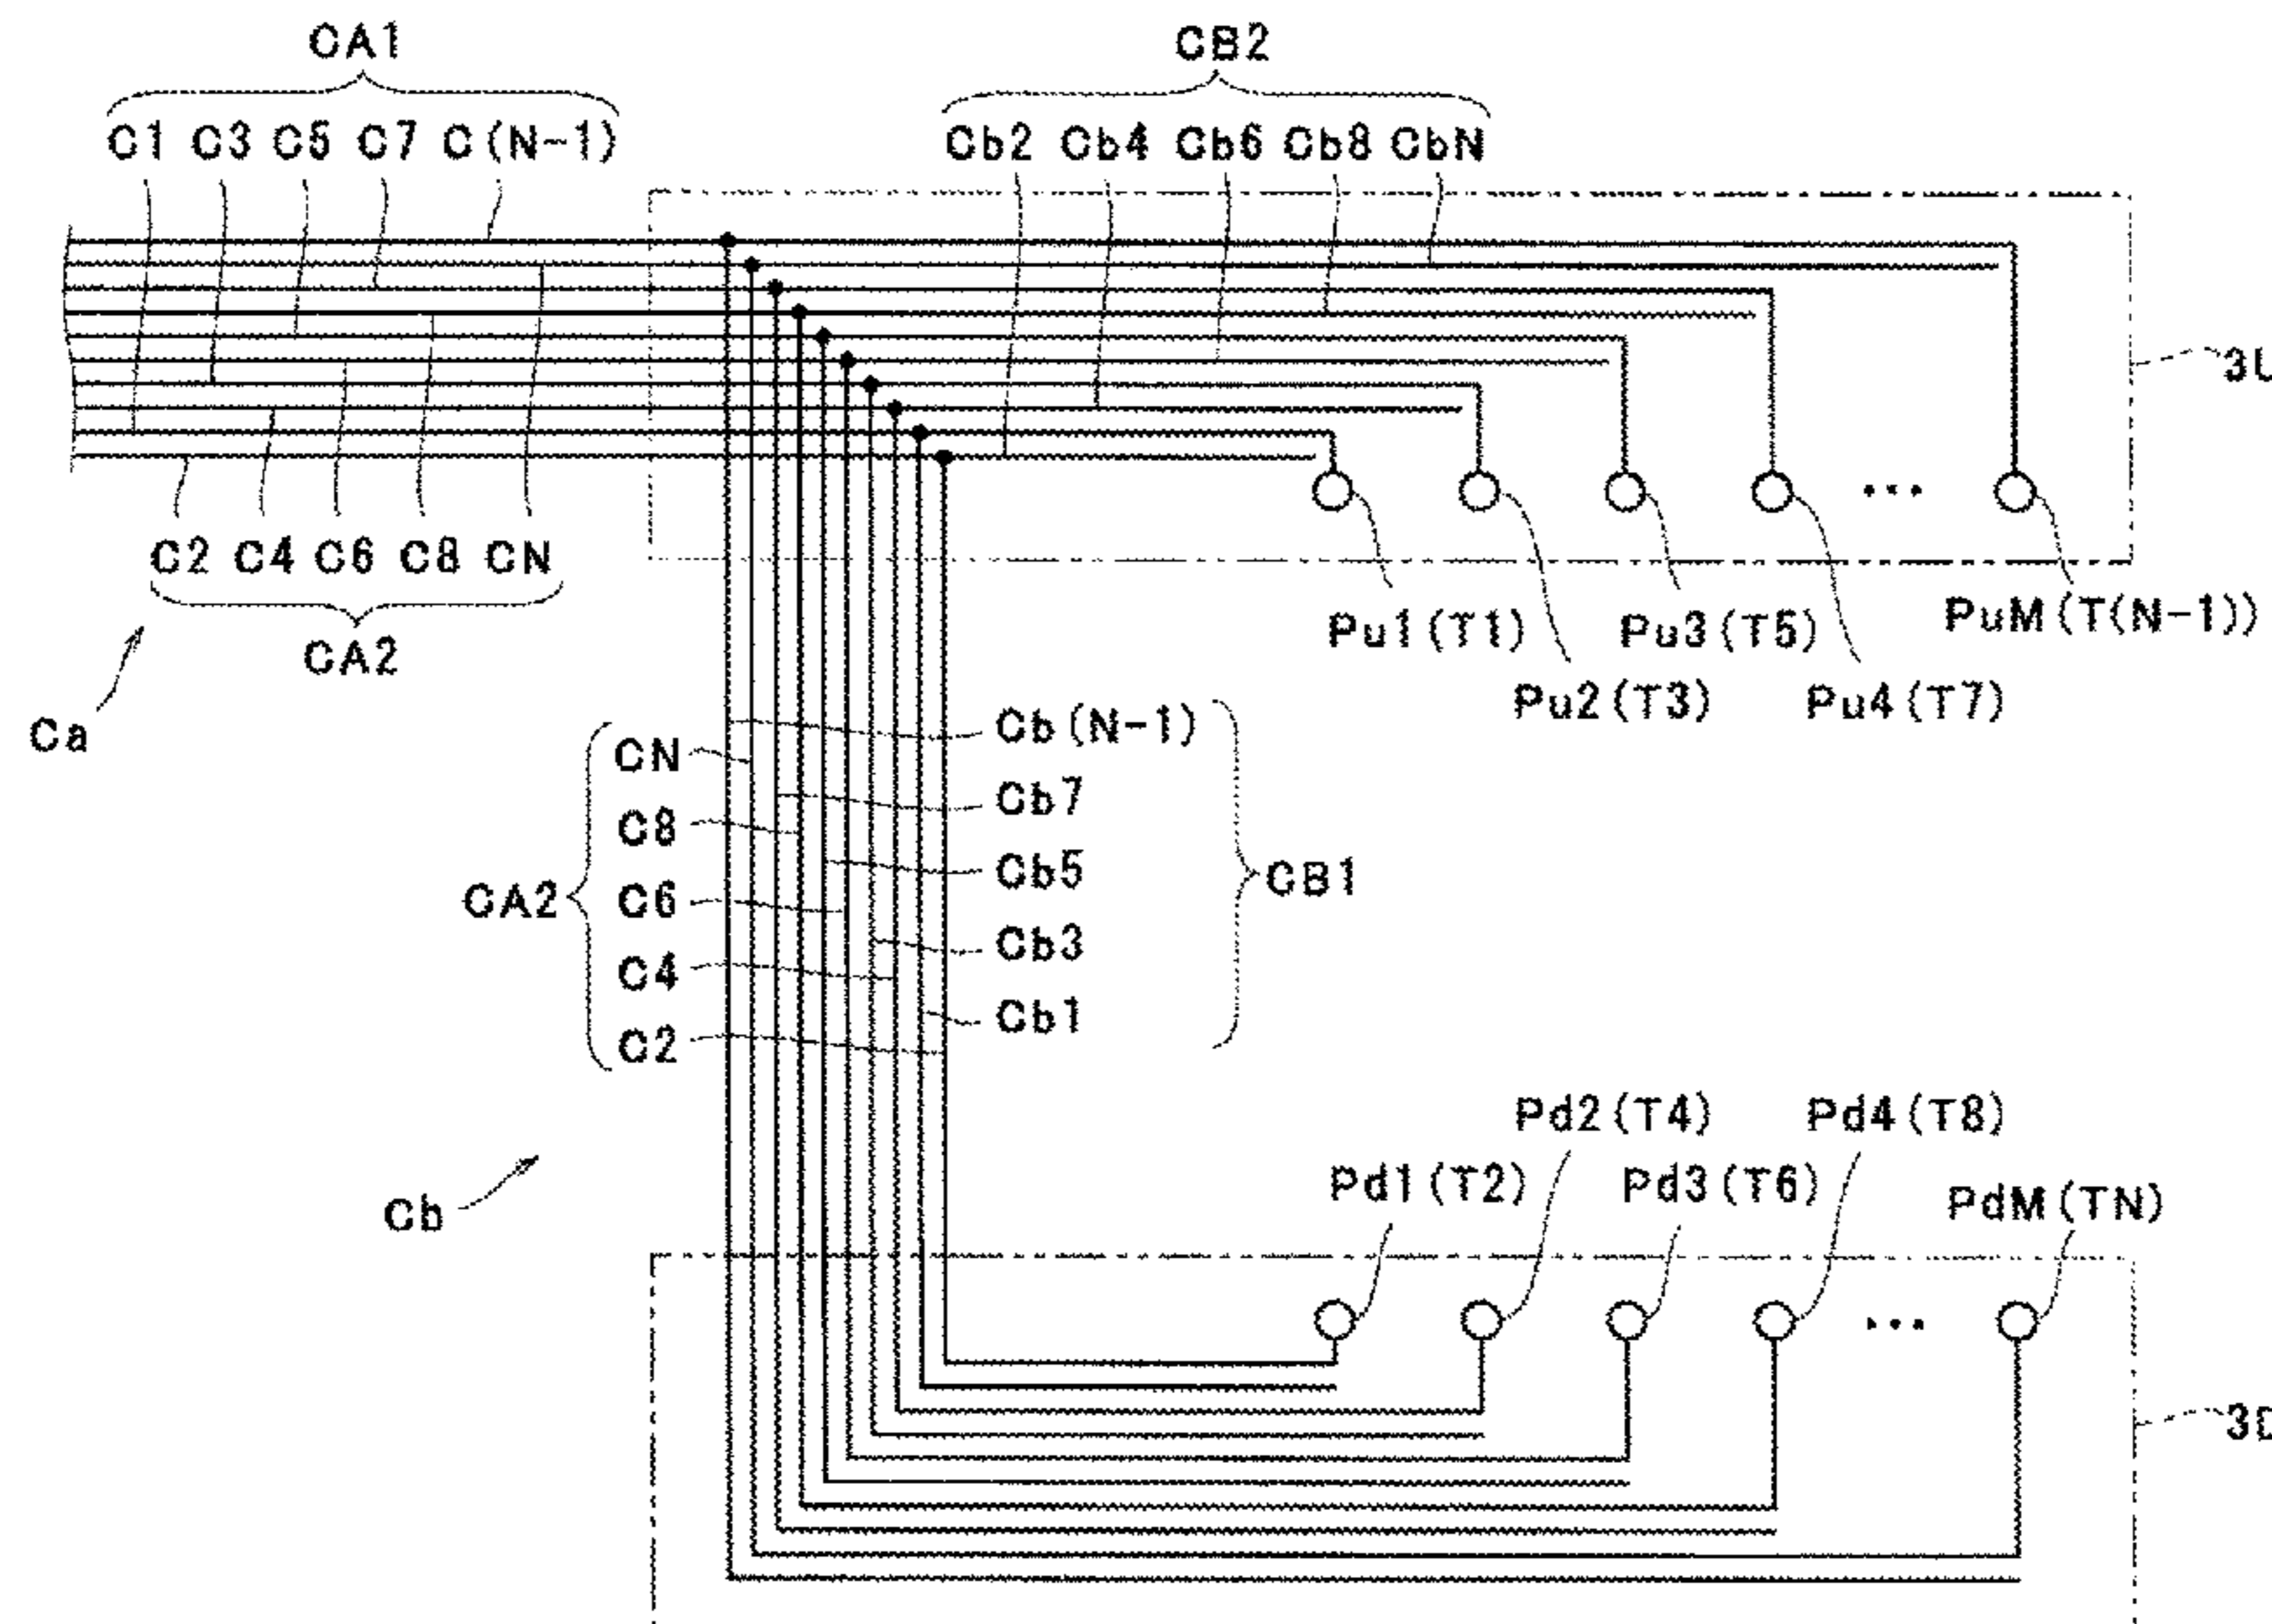 CA1
CB2
C1 C3 C5 C7 C(N-1)
Cb2 Cb4 Cb6 Cb8 CbN
C2 C4 C6 C8 CN
CA2
Ca
Pu1(T1)
Pu3(T5)
PuM(T(N-1))
Pu2(T3)
Pu4(T7)
Cb(N-1)
CN
Cb7
C8
Cb5
CA2
C6
CB1
Cb3
C4
Cb1
C2
Pd2(T4)
Pd4(T8)
Pd1(T2)
Pd3(T6)
PdM(TN)
Cb
...
...